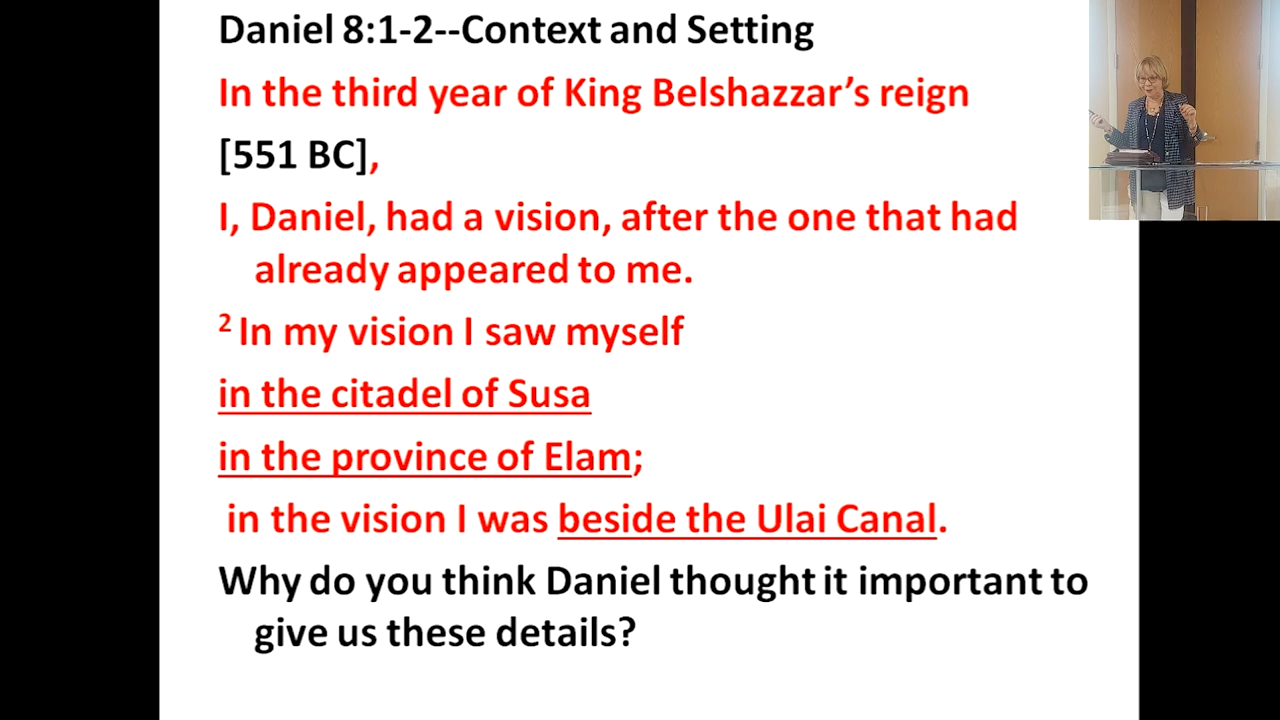 Daniel 8:1-2--Context and Setting
In the third year of King Belshazzar’s reign
[551 BC],
I, Daniel, had a vision, after the one that had
already appeared to me.
2 In my vision I saw myself
in the citadel of Susa
in the province of Elam;
in the vision I was beside the Ulai Canal.
Why do you think Daniel thought it important to
give us these details?